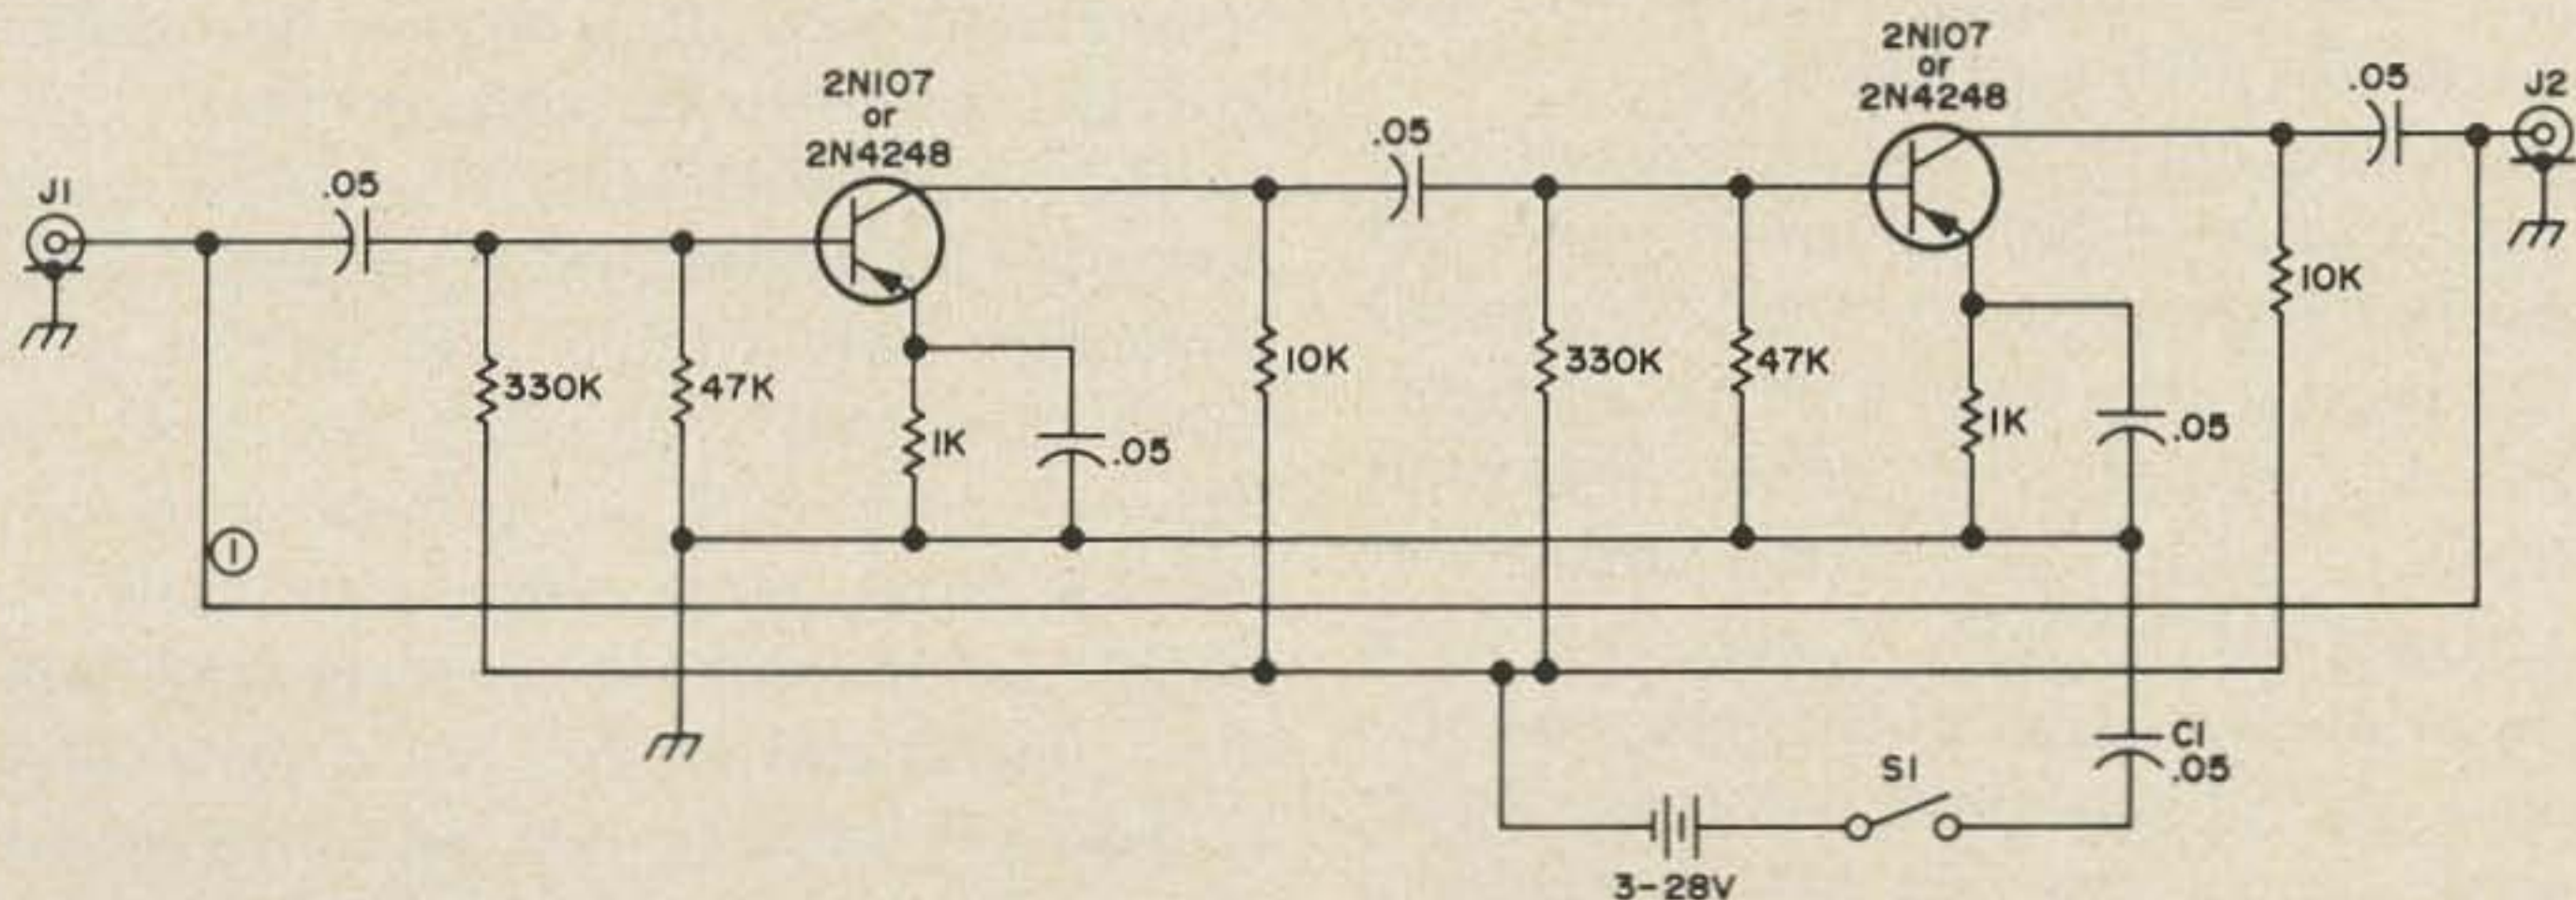 2N107
or
2N4248
2N107
or
2N4248
.05
J2
.05
.05
J1
10K
330K
47K
1K
.05
10K
330K
47K
1K
.05
1
C1
.05
S1
3-28V